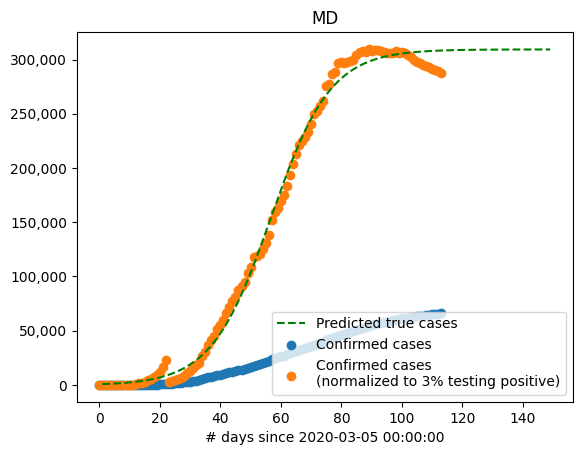 MD
300,000
250,000
200,000
150,000
100,000
50,000
0
Predicted true cases
Confirmed cases
Confirmed cases
(normalized to 3% testing positive)
0 20 40 60 80 100 120 140
# days since 2020-03-05 00:00:00